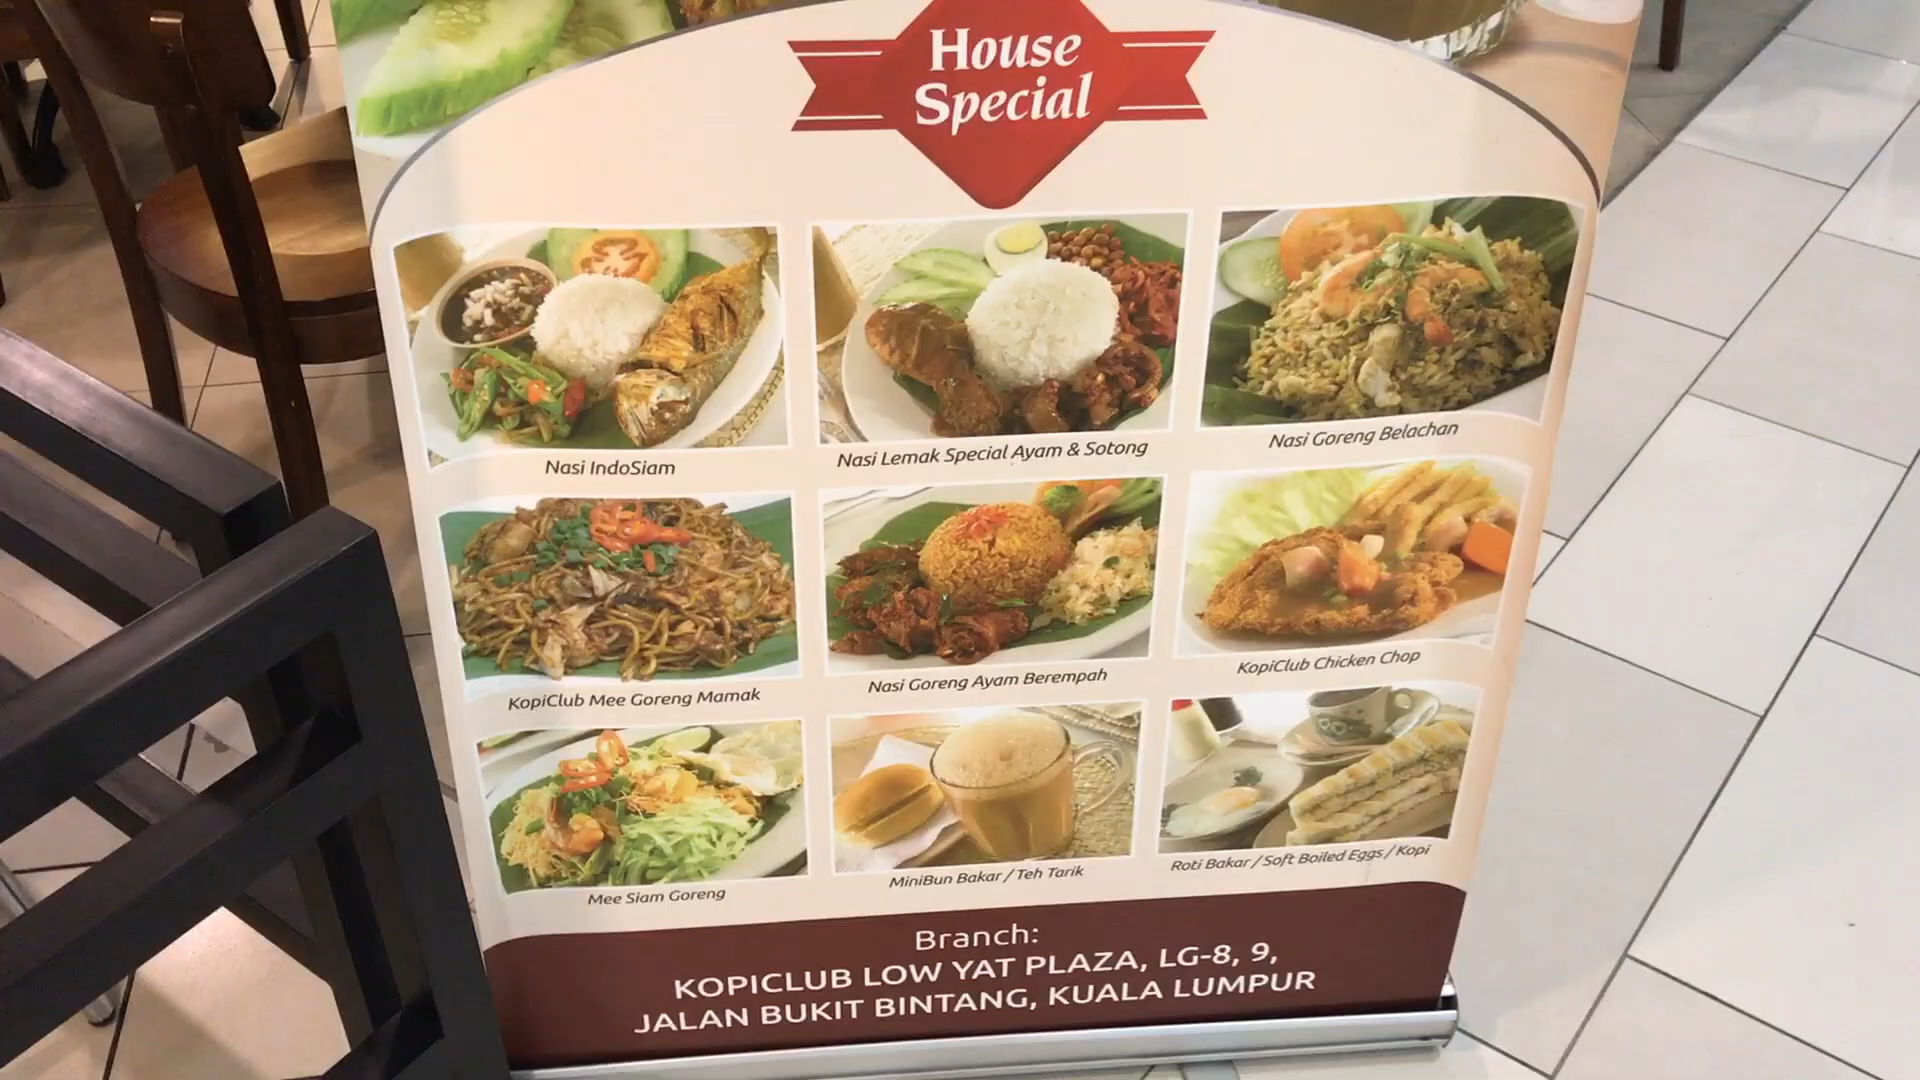 House
Special
Nasi IndoSiam
Nasi Lemak Special Ayam & Sotong
Nasi Goreng Belachan
KopiClub Mee Goreng Mamak
Nasi Goreng Ayam Berempah
KopiClub Chicken Chop
Mee Siam Goreng
MiniBun Bakar / Teh Tarik
Roti Bakar / Soft Boiled Eggs / Kopi
Branch:
KOPICLUB LOW YAT PLAZA, LG-8, 9,
JALAN BUKIT BINTANG, KUALA LUMPUR